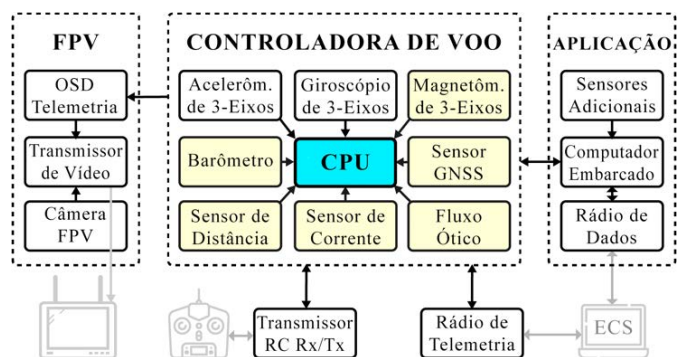 FPV
OSD
Telemetria
Transmissor
de Vídeo
Câmera
FPV
CONTROLADORA DE VOO
Acelerôm.
de 3-Eixos
Giroscópio
de 3-Eixos
Magnetôm.
de 3-Eixos
Barômetro
CPU
Sensor
GNSS
Sensor de
Distância
Sensor de
Corrente
Fluxo
Ótico
APLICAÇÃO
Sensores
Adicionais
Computador
Embarcado
Rádio de
Dados
Transmissor
RC Rx/Tx
Rádio de
Telemetria
ECS